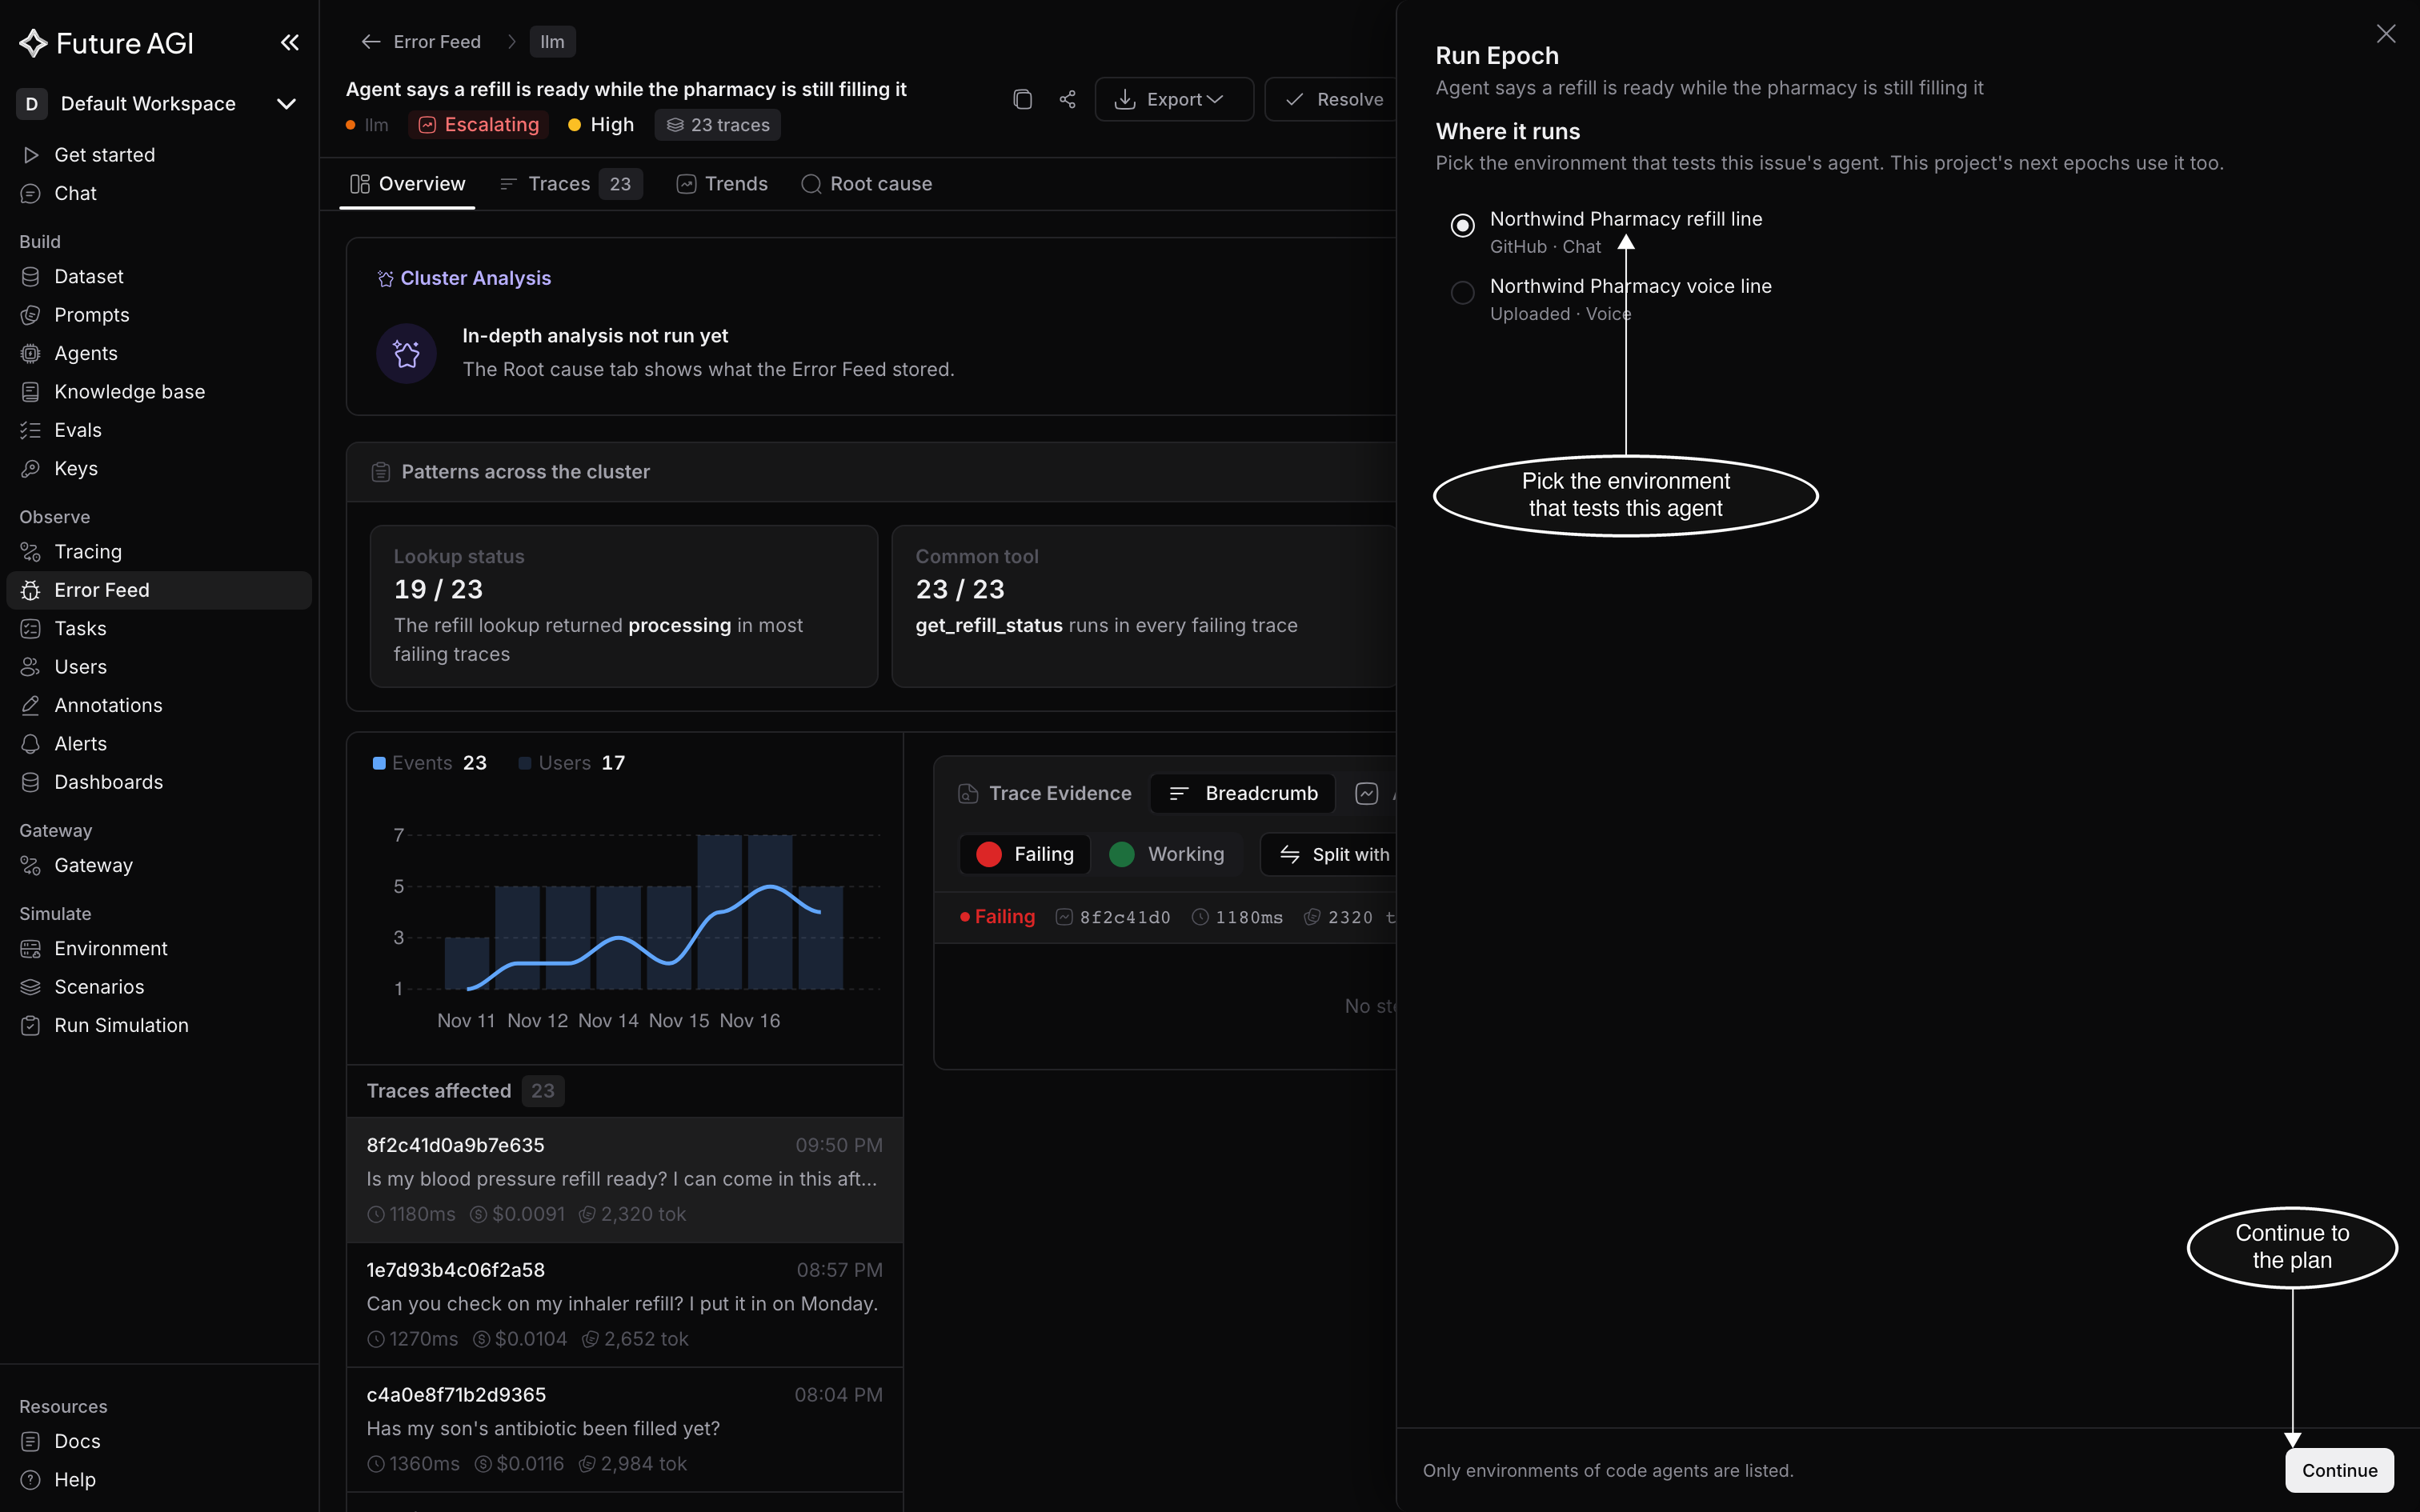 Future AGI
D Default Workspace
Get started
Chat
Build
Dataset
Prompts
Agents
Knowledge base
Evals
Keys
Observe
Tracing
Error Feed
Tasks
Users
Annotations
Alerts
Dashboards
Gateway
Gateway
Simulate
Environment
Scenarios
Run Simulation
Resources
Docs
Help
Error Feed
llm
Agent says a refill is ready while the pharmacy is still filling it
llm Escalating High 23 traces
Export
Resolve
Overview Traces 23 Trends Root cause
Cluster Analysis
In-depth analysis not run yet
The Root cause tab shows what the Error Feed stored.
Patterns across the cluster
Lookup status
19 / 23
The refill lookup returned processing in most
failing traces
Common tool
23 / 23
get_refill_status runs in every failing trace
Events 23 Users 17
7
5
3
1
Nov 11 Nov 12 Nov 14 Nov 15 Nov 16
Traces affected 23
8f2c41d0a9b7e635 09:50 PM
Is my blood pressure refill ready? I can come in this aft...
1180ms $0.0091 2,320 tok
1e7d93b4c06f2a58 08:57 PM
Can you check on my inhaler refill? I put it in on Monday.
1270ms $0.0104 2,652 tok
c4a0e8f71b2d9365 08:04 PM
Has my son's antibiotic been filled yet?
1360ms $0.0116 2,984 tok
Trace Evidence Breadcrumb
Failing Working Split with
Failing 8f2c41d0 1180ms 2320 t
No ste
Run Epoch
Agent says a refill is ready while the pharmacy is still filling it
Where it runs
Pick the environment that tests this issue's agent. This project's next epochs use it too.
Northwind Pharmacy refill line
GitHub · Chat
Northwind Pharmacy voice line
Uploaded · Voice
Pick the environment
that tests this agent
Continue to
the plan
Only environments of code agents are listed.
Continue